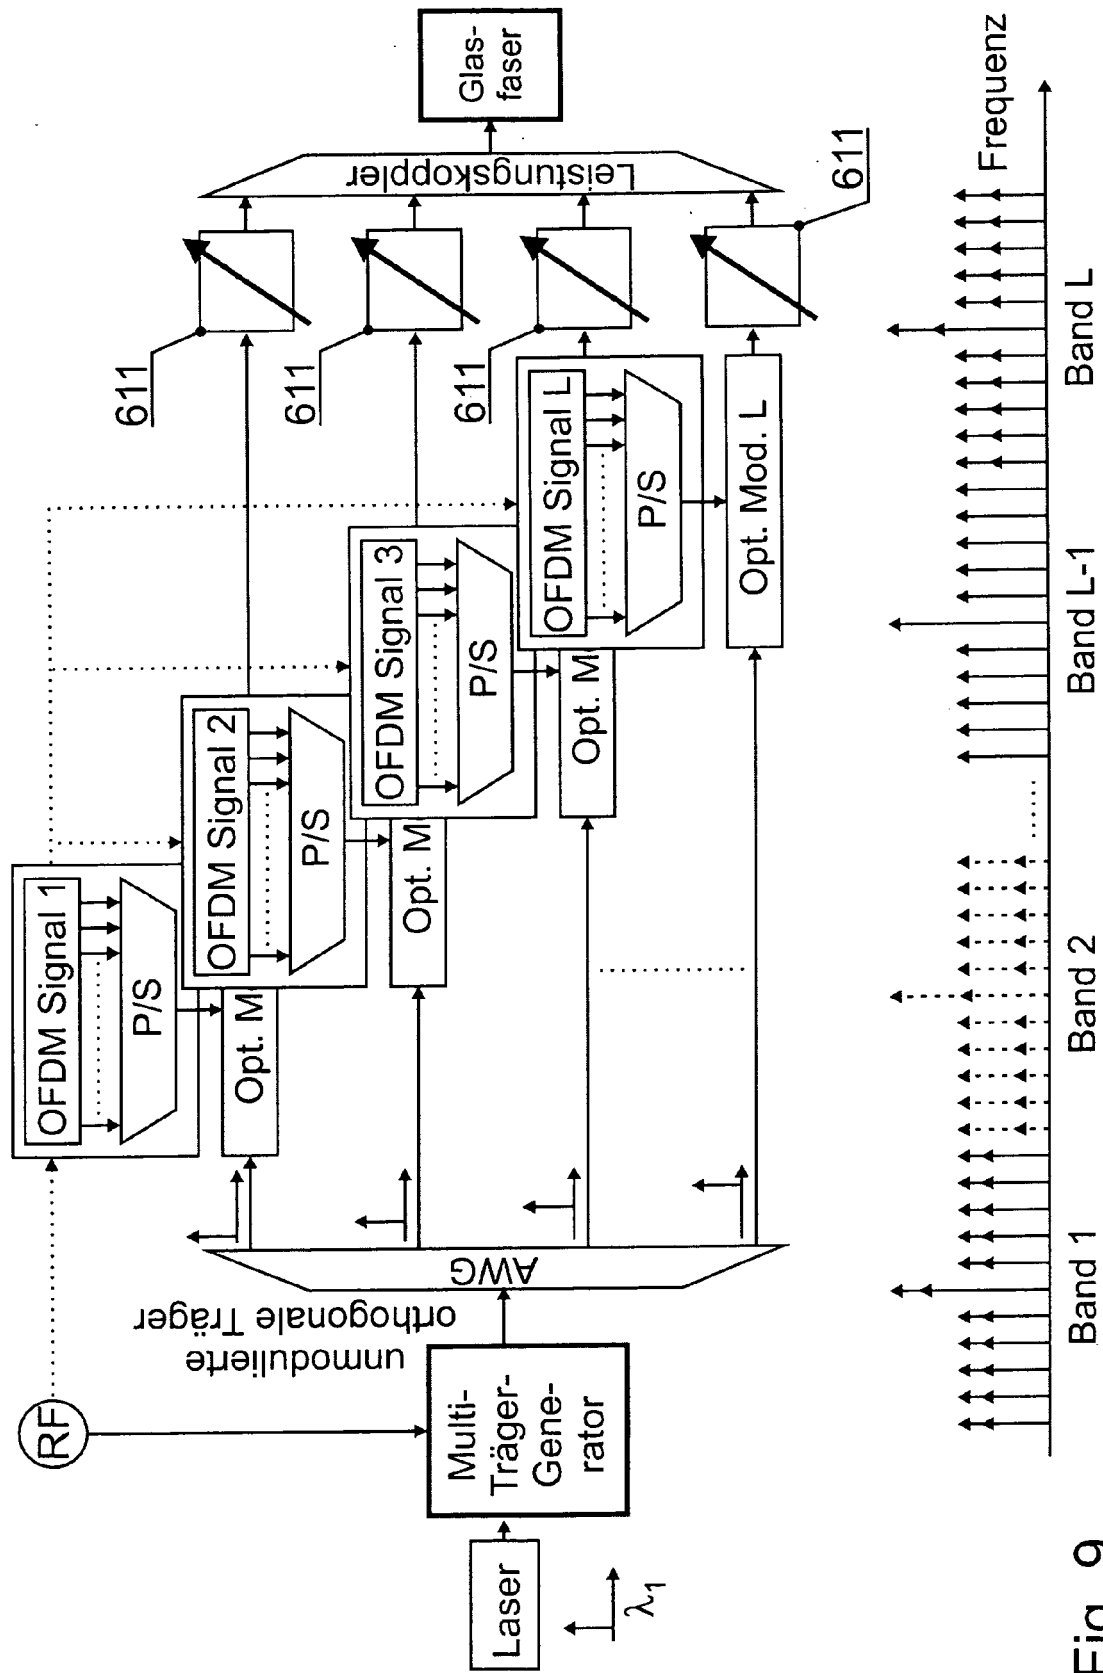 RF
OFDM Signal 1
P/S
OFDM Signal 2
P/S
OFDM Signal 3
P/S
OFDM Signal L
P/S
Opt. M
Opt. M
Opt. M
Opt. Mod. L
611
611
611
611
Laser
λ1
Multi-
Träger-
Gene-
rator
unmodulierte
orthogonale Träger
AWG
Leistungskoppler
Glas-
faser
Frequenz
Band 1
Band 2
Band L-1
Band L
Fig. 9